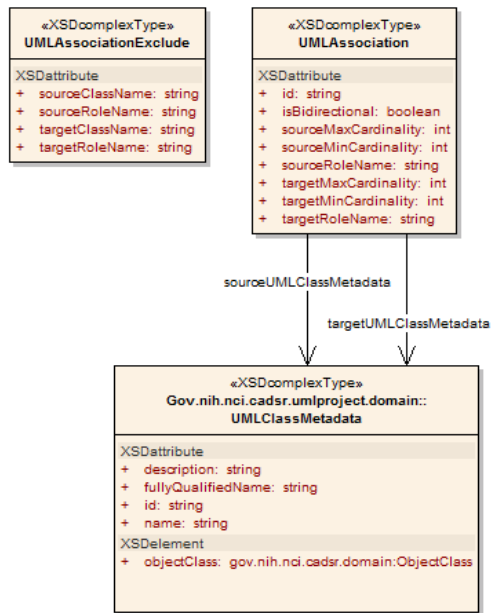 «XSDcomplexType»
UMLAssociationExclude
XSDattribute
+ sourceClassName: string
+ sourceRoleName: string
+ targetClassName: string
+ targetRoleName: string
«XSDcomplexType»
UMLAssociation
XSDattribute
+ id: string
+ isBidirectional: boolean
+ sourceMaxCardinality: int
+ sourceMinCardinality: int
+ sourceRoleName: string
+ targetMaxCardinality: int
+ targetMinCardinality: int
+ targetRoleName: string
sourceUMLClassMetadata
targetUMLClassMetadata
«XSDcomplexType»
Gov.nih.nci.cadsr.umlproject.domain::
UMLClassMetadata
XSDattribute
+ description: string
+ fullyQualifiedName: string
+ id: string
+ name: string
XSDelement
+ objectClass: gov.nih.nci.cadsr.domain:ObjectClass